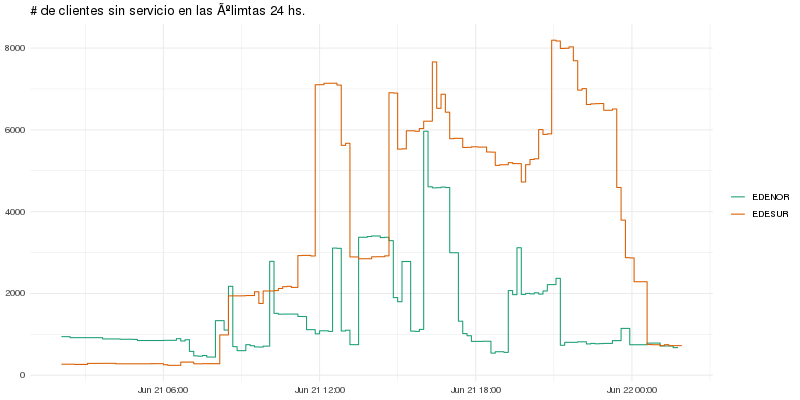 # de clientes sin servicio en las Ãºlimtas 24 hs.
8000
6000
4000
2000
0
Jun 21 06:00
Jun 21 12:00
Jun 21 18:00
Jun 22 00:00
EDENOR
EDESUR